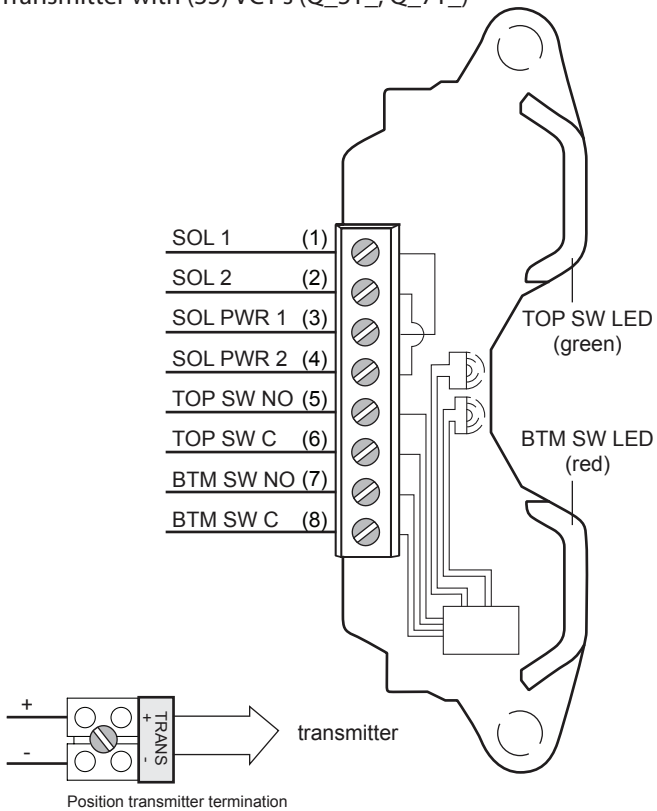 Transmitter with (35) VCT's (Q_51_, Q_71_)
SOL 1 (1)
SOL 2 (2)
SOL PWR 1 (3)
SOL PWR 2 (4)
TOP SW NO (5)
TOP SW C (6)
BTM SW NO (7)
BTM SW C (8)
TOP SW LED
(green)
BTM SW LED
(red)
+
-
TRANS
+
-
transmitter
Position transmitter termination